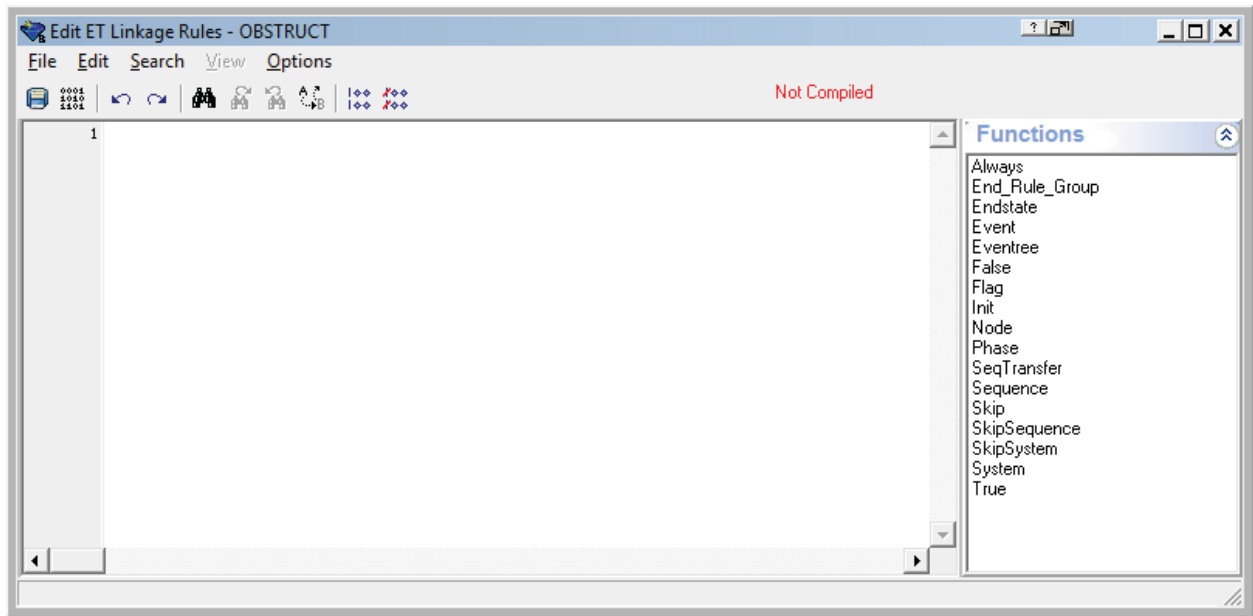 Edit ET Linkage Rules - OBSTRUCT
File Edit Search View Options
Not Compiled
1
Functions
Always
End_Rule_Group
Endstate
Event
Eventree
False
Flag
Init
Node
Phase
SeqTransfer
Sequence
Skip
SkipSequence
SkipSystem
System
True